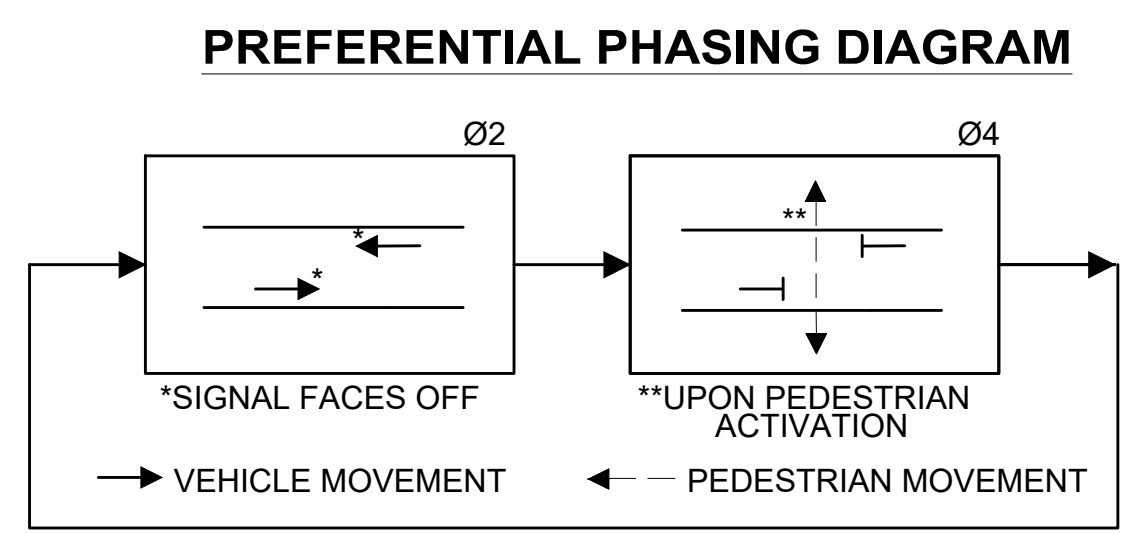 PREFERENTIAL PHASING DIAGRAM
Ø2
Ø4
*
*
**
*SIGNAL FACES OFF
**UPON PEDESTRIAN
ACTIVATION
VEHICLE MOVEMENT
PEDESTRIAN MOVEMENT